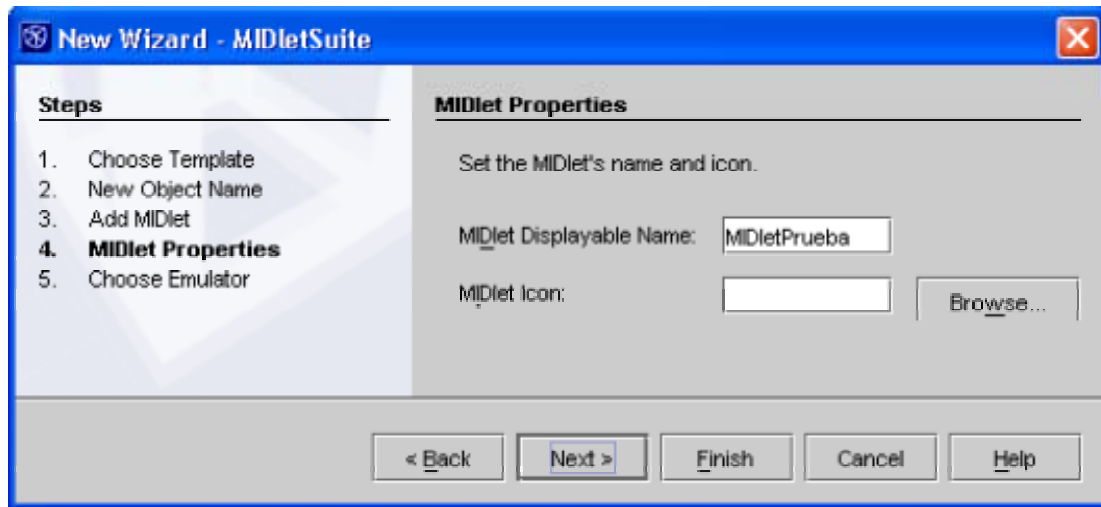 New Wizard - MIDletSuite
Steps
1. Choose Template
2. New Object Name
3. Add MIDlet
4. MIDlet Properties
5. Choose Emulator
MIDlet Properties
Set the MIDlet's name and icon.
MIDlet Displayable Name: MIDletPrueba
MIDlet Icon: Browse...
< Back Next > Finish Cancel Help